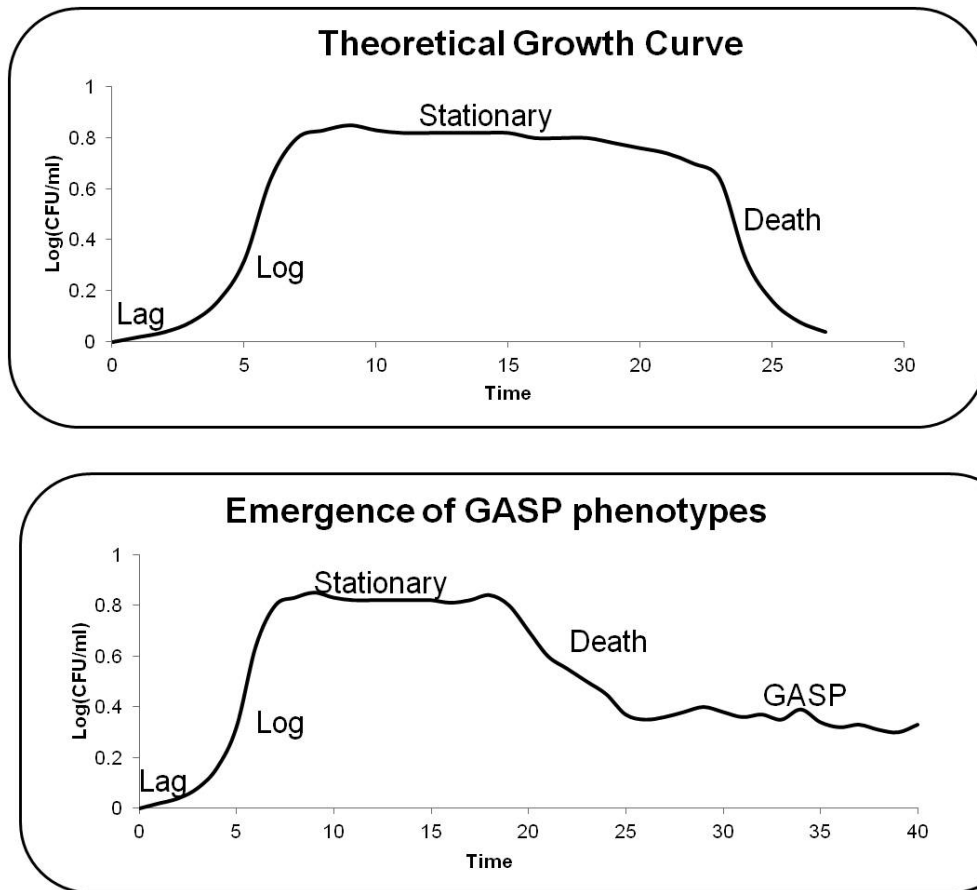 Theoretical Growth Curve
1
0.8
0.6
0.4
0.2
0
Log(CFU/ml)
Lag
Log
Stationary
Death
0 5 10 15 20 25 30
Time
Emergence of GASP phenotypes
1
0.8
0.6
0.4
0.2
0
Log(CFU/ml)
Lag
Log
Stationary
Death
GASP
0 5 10 15 20 25 30 35 40
Time